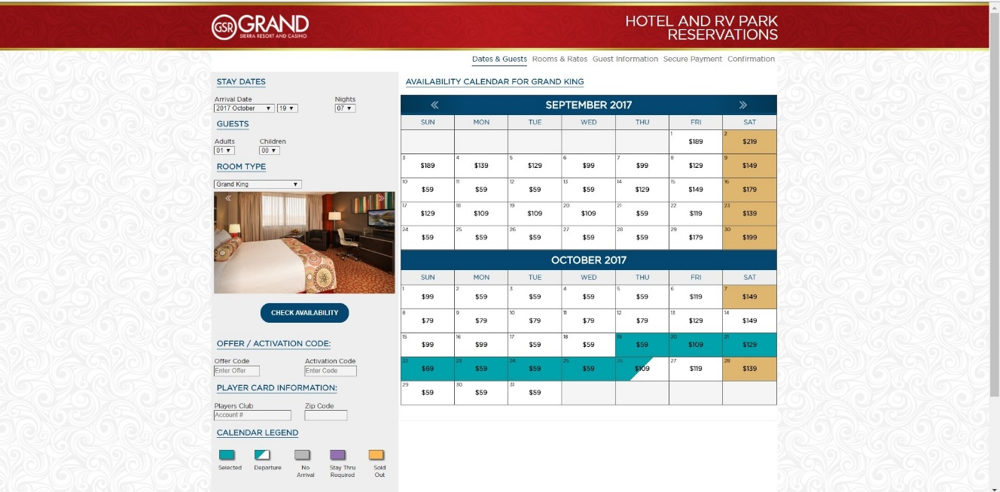 GSR GRAND
SIERRA RESORT AND CASINO
HOTEL AND RV PARK
RESERVATIONS
Dates & Guests Rooms & Rates Guest Information Secure Payment Confirmation
STAY DATES
Arrival Date Nights
2017 October 19 07
GUESTS
Adults Children
01 00
ROOM TYPE
Grand King
CHECK AVAILABILITY
OFFER / ACTIVATION CODE:
Offer Code Activation Code
Enter Offer Enter Code
PLAYER CARD INFORMATION:
Players Club Zip Code
Account #
CALENDAR LEGEND
Selected Departure No Arrival Stay Thru Required Sold Out
AVAILABILITY CALENDAR FOR GRAND KING
« SEPTEMBER 2017 »
SUN MON TUE WED THU FRI SAT
1 $189 2 $219
3 $189 4 $139 5 $129 6 $99 7 $99 8 $129 9 $149
10 $59 11 $59 12 $59 13 $59 14 $129 15 $149 16 $179
17 $129 18 $109 19 $109 20 $109 21 $59 22 $119 23 $139
24 $59 25 $59 26 $59 27 $59 28 $59 29 $179 30 $199
OCTOBER 2017
SUN MON TUE WED THU FRI SAT
1 $99 2 $59 3 $59 4 $59 5 $59 6 $119 7 $149
8 $79 9 $79 10 $79 11 $79 12 $79 13 $129 14 $149
15 $99 16 $99 17 $59 18 $59 19 $59 20 $109 21 $129
22 $69 23 $59 24 $59 25 $59 26 $109 27 $119 28 $139
29 $59 30 $59 31 $59